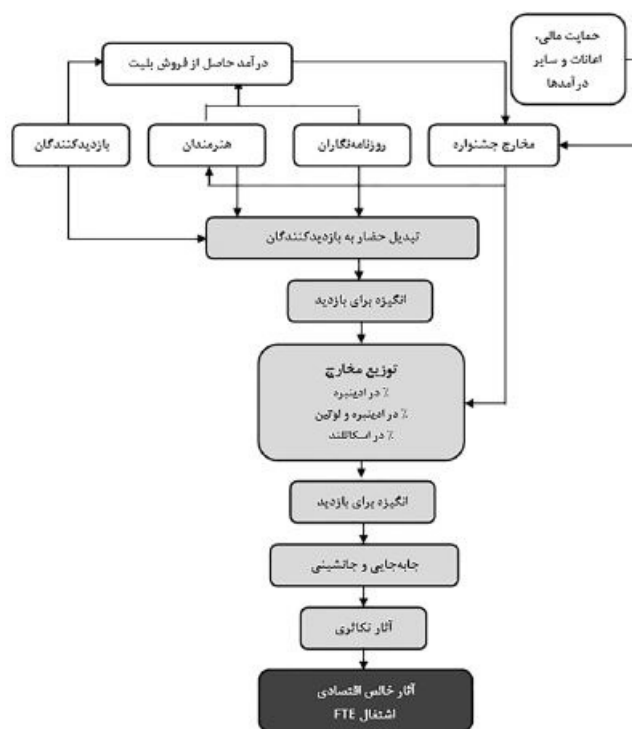 حمایت مالی،
اعانات و سایر
درآمدها
درآمد حاصل از فروش بلیت
بازدیدکنندگان
هنرمندان
روزنامه‌نگاران
مخارج جشنواره
تبدیل حضار به بازدیدکنندگان
انگیزه برای بازدید
توزیع مخارج
٪ در ادینبره
٪ در ادینبره و لوتین
٪ در اسکاتلند
انگیزه برای بازدید
جابه‌جایی و جانشینی
آثار تکاثری
آثار خالص اقتصادی
اشتغال FTE